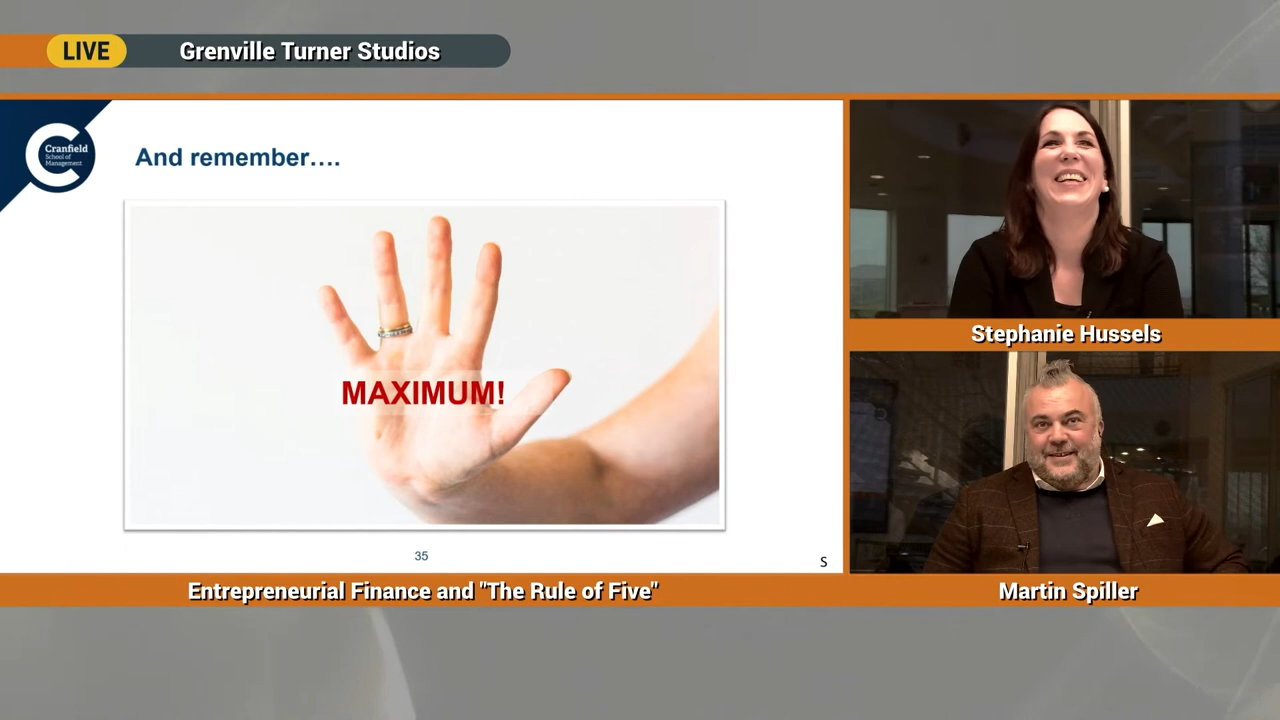 LIVE
Grenville Turner Studios
Cranfield
School of
Management
And remember….
MAXIMUM!
35
S
Stephanie Hussels
Entrepreneurial Finance and "The Rule of Five"
Martin Spiller